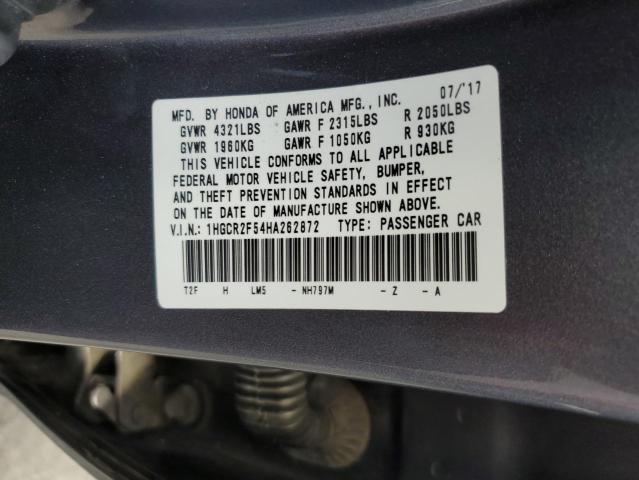 MFD. BY HONDA OF AMERICA MFG., INC. 07/'17
GVWR 4321LBS GAWR F 2315LBS R 2050LBS
GVWR 1960KG GAWR F 1050KG R 930KG
THIS VEHICLE CONFORMS TO ALL APPLICABLE
FEDERAL MOTOR VEHICLE SAFETY, BUMPER,
AND THEFT PREVENTION STANDARDS IN EFFECT
ON THE DATE OF MANUFACTURE SHOWN ABOVE.
V.I.N.: 1HGCR2F54HA262872 TYPE: PASSENGER CAR
T2F H LM5 - NH797M - Z - A